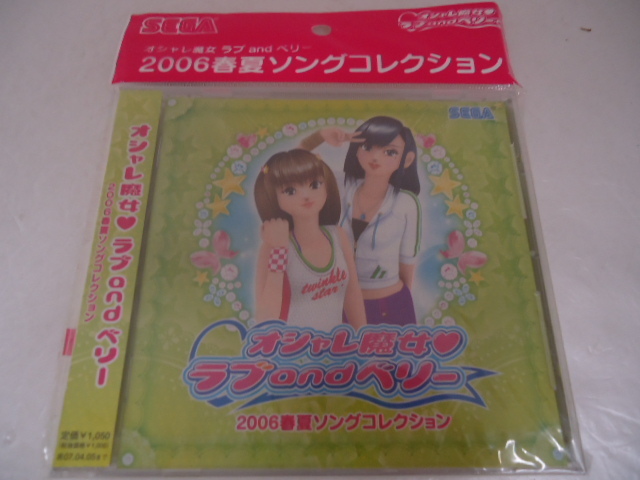 SEGA
オシャレ魔女♥
ラブandベリー
オシャレ魔女 ラブ and ベリー
2006春夏ソングコレクション
SEGA
twinkle
star
オシャレ魔女♥
ラブandベリー
2006春夏ソングコレクション
オシャレ魔女♥ラブandベリー
2006春夏ソングコレクション
定価¥1,050